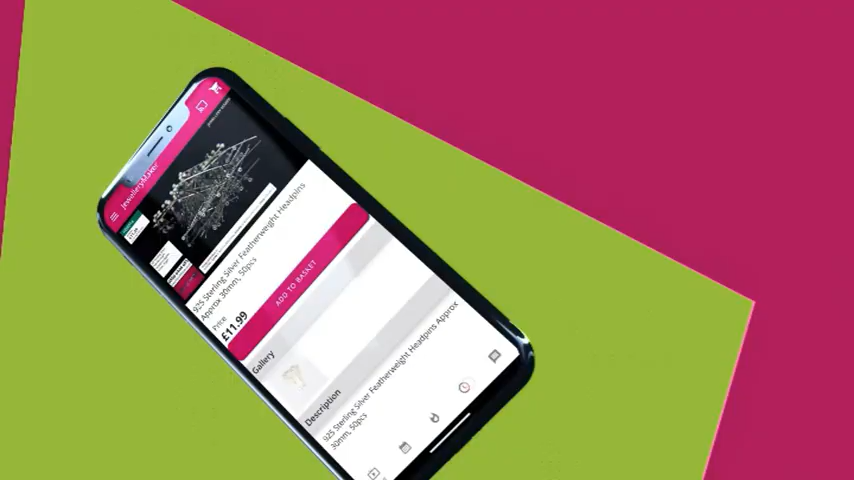 JewelleryMaker
925 Sterling Silver Featherweight Headpins
Approx 30mm, 50pcs
Price
£11.99
ADD TO BASKET
Gallery
Description
925 Sterling Silver Featherweight Headpins Approx
30mm, 50pcs